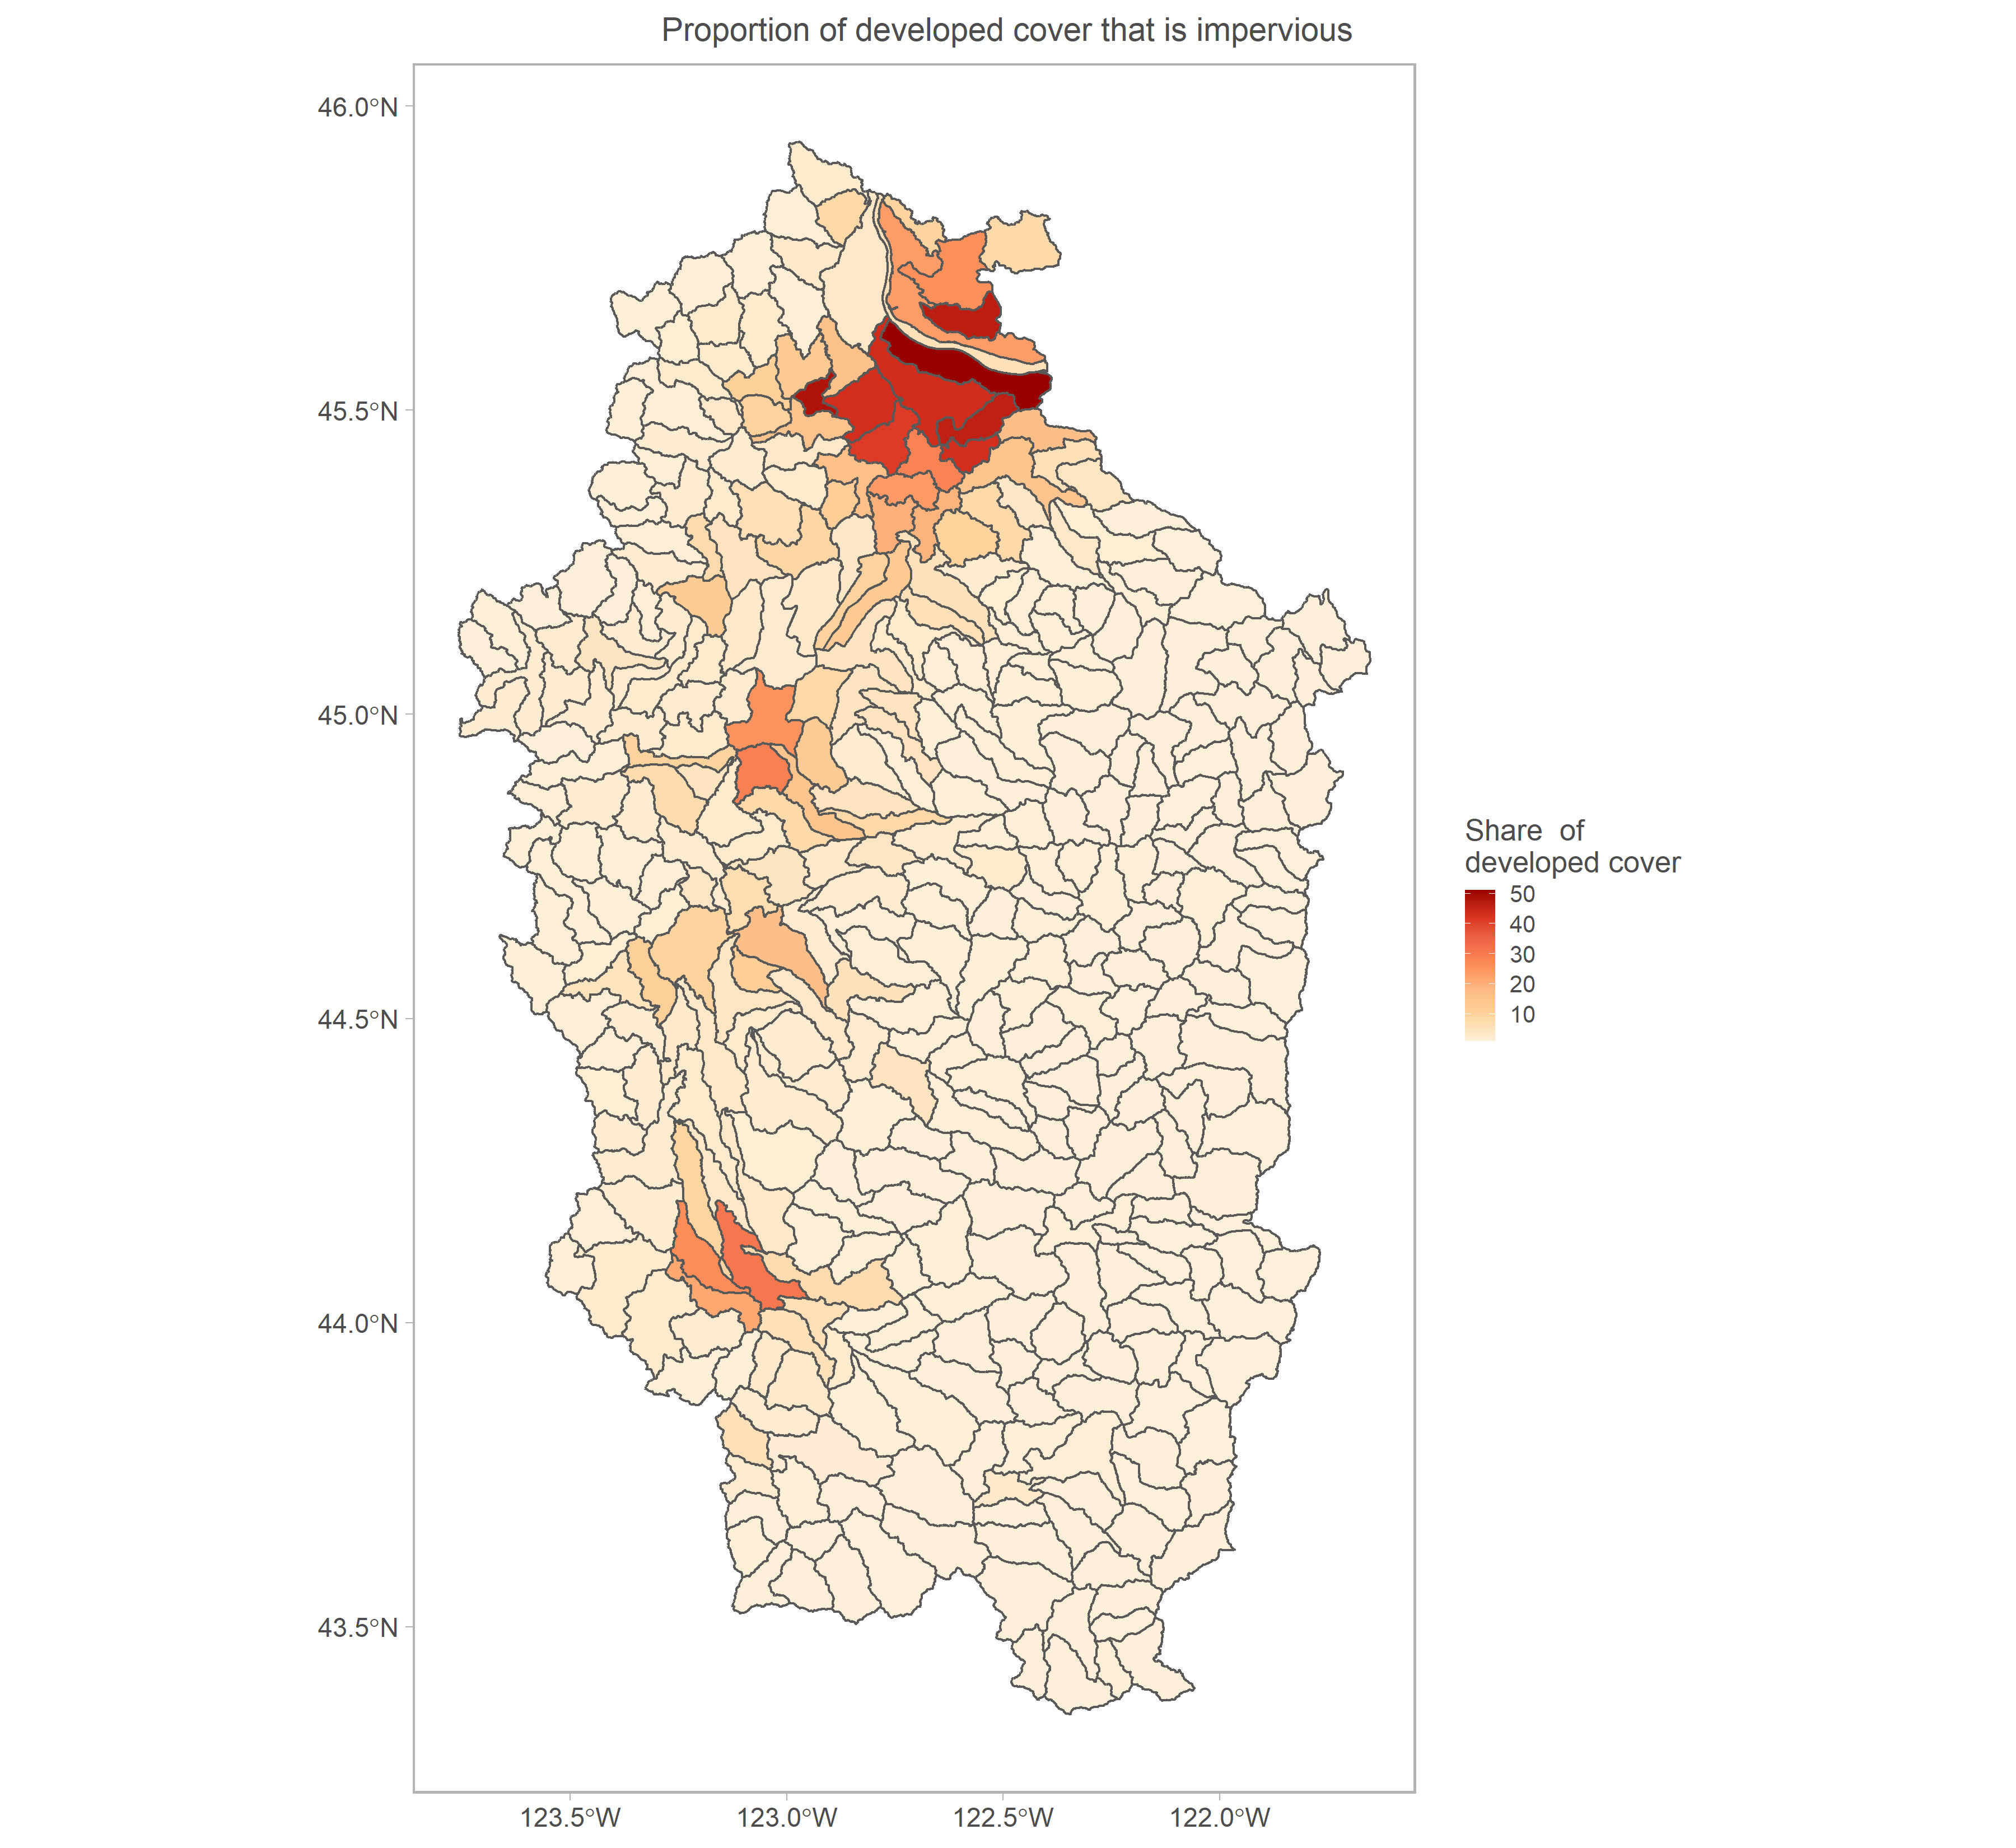 Proportion of developed cover that is impervious
46.0°N
45.5°N
45.0°N
44.5°N
44.0°N
43.5°N
123.5°W 123.0°W 122.5°W 122.0°W
Share  of
developed cover
50
40
30
20
10